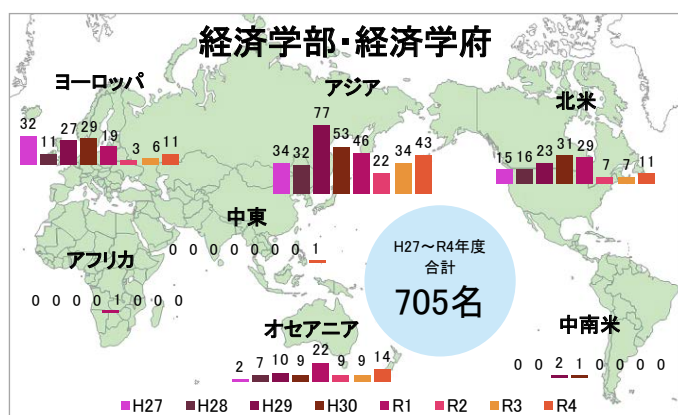 経済学部・経済学府
ヨーロッパ
32 11 27 29 19 3 6 11
アジア
34 32 77 53 46 22 34 43
北米
15 16 23 31 29 7 7 11
中東
0 0 0 0 0 0 0 1
アフリカ
0 0 0 0 1 0 0 0
H27～R4年度
合計
705名
オセアニア
2 7 10 9 22 9 9 14
中南米
0 0 2 1 0 0 0 0
H27 H28 H29 H30 R1 R2 R3 R4